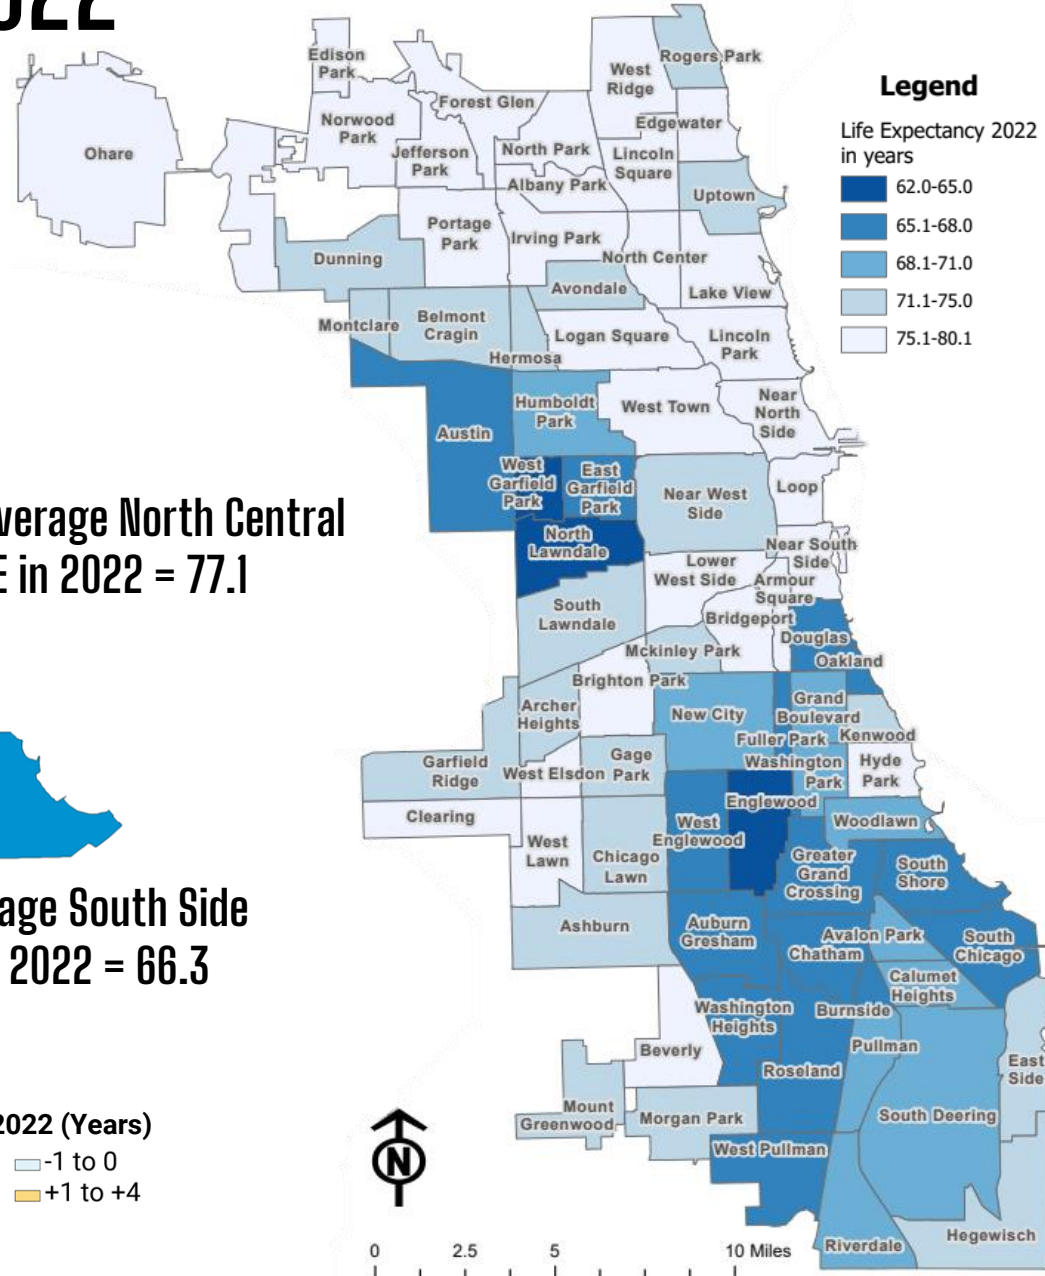 022
Edison
Park
Rogers Park
West
Ridge
Forest Glen
Norwood
Park
Edgewater
Ohare
Jefferson
Park
North Park
Lincoln
Square
Albany Park
Uptown
Portage
Park
Irving Park
Dunning
North Center
Avondale
Lake View
Montclare
Belmont
Cragin
Logan Square
Lincoln
Park
Hermosa
Humboldt
Park
West Town
Near
North
Side
Austin
West
Garfield
Park
East
Garfield
Park
Near West
Side
Loop
North
Lawndale
Near South
Side
Lower
West Side
Armour
Square
South
Lawndale
Bridgeport
Douglas
Mckinley Park
Oakland
Brighton Park
Archer
Heights
New City
Grand
Boulevard
Fuller Park
Kenwood
Garfield
Ridge
West Elsdon
Gage
Park
Washington
Park
Hyde
Park
Clearing
Englewood
West
Englewood
Woodlawn
West
Lawn
Chicago
Lawn
Greater
Grand
Crossing
South
Shore
Ashburn
Auburn
Gresham
Avalon Park
Chatham
South
Chicago
Calumet
Heights
Washington
Heights
Burnside
Pullman
Beverly
Roseland
East
Side
Mount
Greenwood
Morgan Park
South Deering
West Pullman
Hegewisch
Riverdale
Legend
Life Expectancy 2022
in years
62.0-65.0
65.1-68.0
68.1-71.0
71.1-75.0
75.1-80.1
verage North Central
E in 2022 = 77.1
age South Side
2022 = 66.3
2022 (Years)
-1 to 0
+1 to +4
N
0 2.5 5 10 Miles